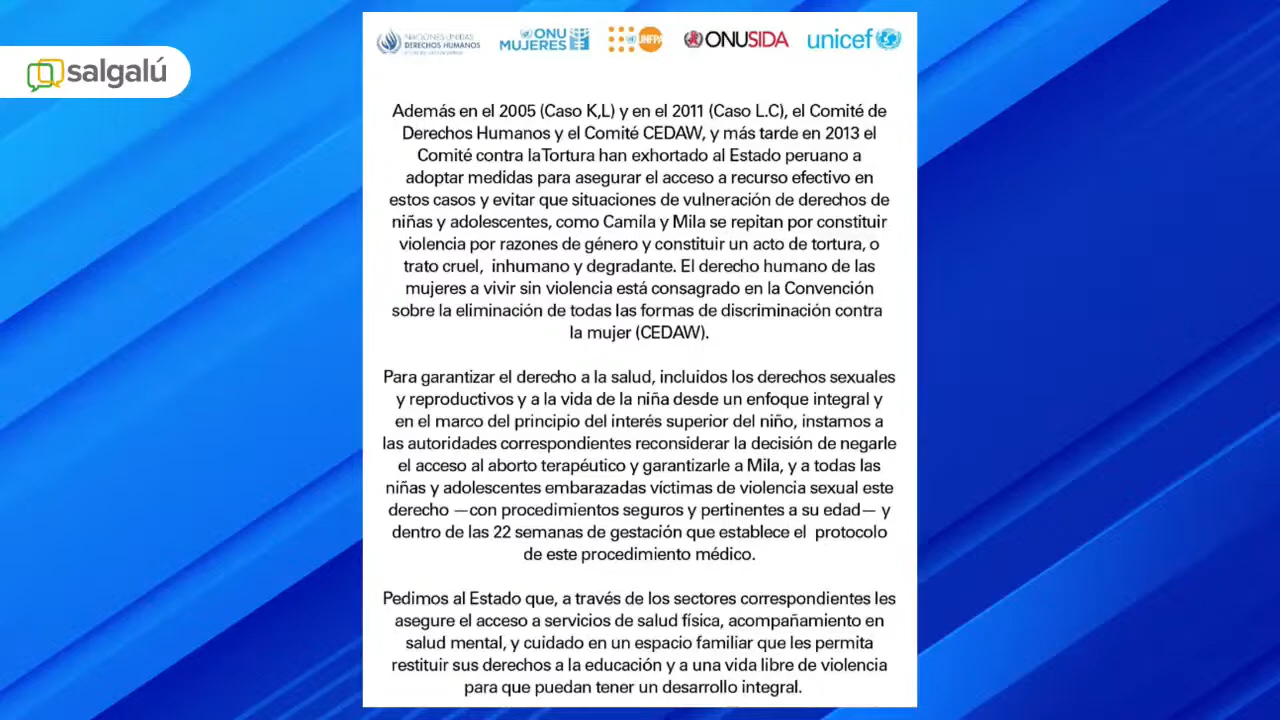 NACIONES UNIDAS
DERECHOS HUMANOS
ONU
MUJERES
UNFPA
ONUSIDA
unicef
salgalú
Además en el 2005 (Caso K,L) y en el 2011 (Caso L.C), el Comité de
Derechos Humanos y el Comité CEDAW, y más tarde en 2013 el
Comité contra la Tortura han exhortado al Estado peruano a
adoptar medidas para asegurar el acceso a recurso efectivo en
estos casos y evitar que situaciones de vulneración de derechos de
niñas y adolescentes, como Camila y Mila se repitan por constituir
violencia por razones de género y constituir un acto de tortura, o
trato cruel, inhumano y degradante. El derecho humano de las
mujeres a vivir sin violencia está consagrado en la Convención
sobre la eliminación de todas las formas de discriminación contra
la mujer (CEDAW).
Para garantizar el derecho a la salud, incluidos los derechos sexuales
y reproductivos y a la vida de la niña desde un enfoque integral y
en el marco del principio del interés superior del niño, instamos a
las autoridades correspondientes reconsiderar la decisión de negarle
el acceso al aborto terapéutico y garantizarle a Mila, y a todas las
niñas y adolescentes embarazadas víctimas de violencia sexual este
derecho —con procedimientos seguros y pertinentes a su edad— y
dentro de las 22 semanas de gestación que establece el protocolo
de este procedimiento médico.
Pedimos al Estado que, a través de los sectores correspondientes les
asegure el acceso a servicios de salud física, acompañamiento en
salud mental, y cuidado en un espacio familiar que les permita
restituir sus derechos a la educación y a una vida libre de violencia
para que puedan tener un desarrollo integral.